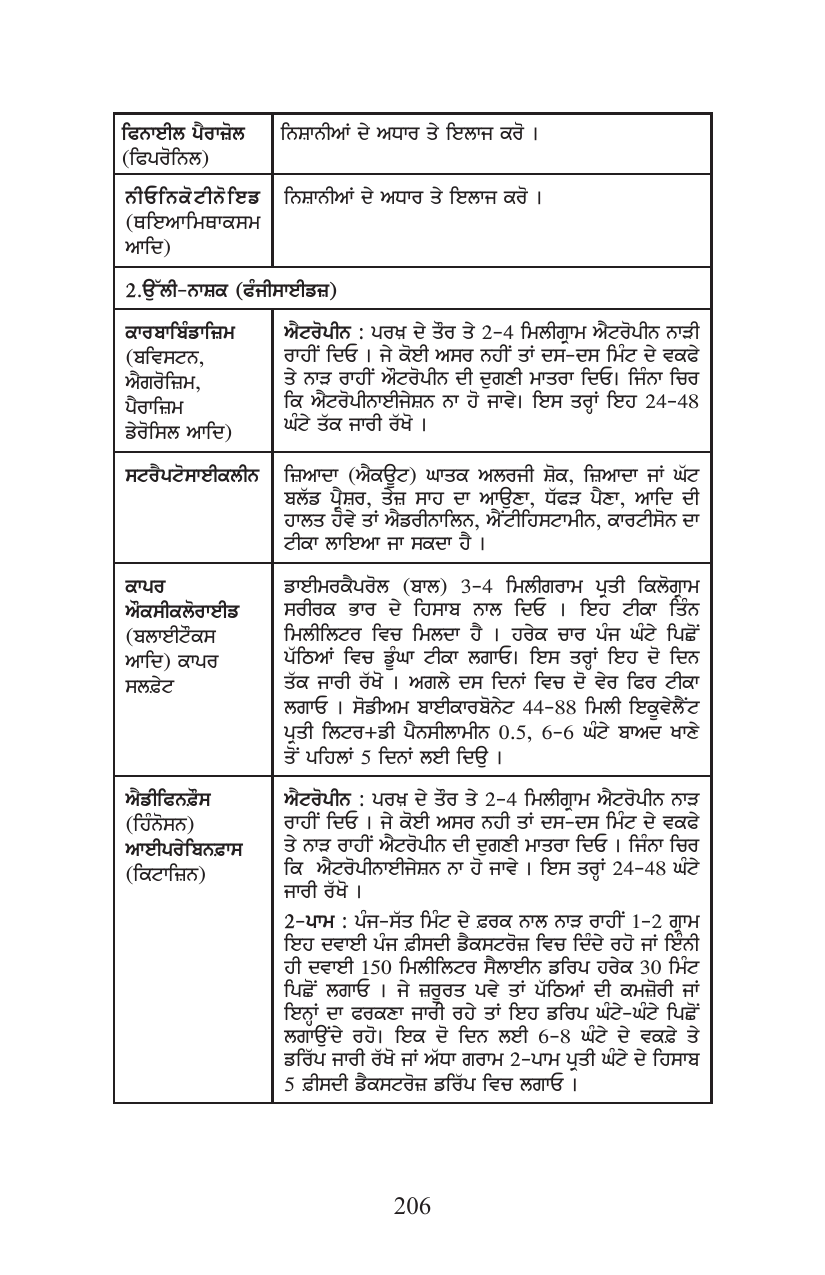 ਫਿਨਾਈਲ ਪੈਰਾਜ਼ੋਲ
(ਫਿਪਰੋਨਿਲ)
ਨਿਸ਼ਾਨੀਆਂ ਦੇ ਅਧਾਰ ਤੇ ਇਲਾਜ ਕਰੋ ।
ਨੀਓਨਿਕੋਟੀਨੋਇਡ
(ਥਇਆਮਿਥਾਕਸਮ
ਆਦਿ)
ਨਿਸ਼ਾਨੀਆਂ ਦੇ ਅਧਾਰ ਤੇ ਇਲਾਜ ਕਰੋ ।
2.ਉੱਲੀ-ਨਾਸ਼ਕ (ਫੰਜੀਸਾਈਡਜ਼)
ਕਾਰਬਾਬਿੰਡਾਜ਼ਿਮ
(ਬਵਿਸਟਨ,
ਐਗਰੋਜ਼ਿਮ,
ਪੈਰਾਜ਼ਿਮ
ਡੇਰੋਸਿਲ ਆਦਿ)
ਐਟਰੋਪੀਨ : ਪਰਖ਼ ਦੇ ਤੌਰ ਤੇ 2-4 ਮਿਲੀਗ੍ਰਾਮ ਐਟਰੋਪੀਨ ਨਾੜੀ
ਰਾਹੀਂ ਦਿਓ । ਜੇ ਕੋਈ ਅਸਰ ਨਹੀਂ ਤਾਂ ਦਸ-ਦਸ ਮਿੰਟ ਦੇ ਵਕਫੇ
ਤੇ ਨਾੜ ਰਾਹੀਂ ਔਟਰੋਪੀਨ ਦੀ ਦੁਗਣੀ ਮਾਤਰਾ ਦਿਓ। ਜਿੰਨਾ ਚਿਰ
ਕਿ ਐਟਰੋਪੀਨਾਈਜੇਸ਼ਨ ਨਾ ਹੋ ਜਾਵੇ। ਇਸ ਤਰ੍ਹਾਂ ਇਹ 24-48
ਘੰਟੇ ਤੱਕ ਜਾਰੀ ਰੱਖੋ ।
ਸਟਰੈਪਟੋਸਾਈਕਲੀਨ
ਜ਼ਿਆਦਾ (ਐਕਊਟ) ਘਾਤਕ ਅਲਰਜੀ ਸ਼ੋਕ, ਜ਼ਿਆਦਾ ਜਾਂ ਘੱਟ
ਬਲੱਡ ਪ੍ਰੈਸ਼ਰ, ਤੇਜ਼ ਸਾਹ ਦਾ ਆਉਣਾ, ਧੱਫੜ ਪੈਣਾ, ਆਦਿ ਦੀ
ਹਾਲਤ ਹੋਵੇ ਤਾਂ ਐਡਰੀਨਾਲਿਨ, ਐਂਟੀਹਿਸਟਾਮੀਨ, ਕਾਰਟੀਸੋਨ ਦਾ
ਟੀਕਾ ਲਾਇਆ ਜਾ ਸਕਦਾ ਹੈ ।
ਕਾਪਰ
ਔਕਸੀਕਲੋਰਾਈਡ
(ਬਲਾਈਟੌਕਸ
ਆਦਿ) ਕਾਪਰ
ਸਲਫ਼ੇਟ
ਡਾਈਮਰਕੈਪਰੋਲ (ਬਾਲ) 3-4 ਮਿਲੀਗਰਾਮ ਪ੍ਰਤੀ ਕਿਲੋਗ੍ਰਾਮ
ਸਰੀਰਕ ਭਾਰ ਦੇ ਹਿਸਾਬ ਨਾਲ ਦਿਓ । ਇਹ ਟੀਕਾ ਤਿੰਨ
ਮਿਲੀਲਿਟਰ ਵਿਚ ਮਿਲਦਾ ਹੈ । ਹਰੇਕ ਚਾਰ ਪੰਜ ਘੰਟੇ ਪਿਛੋਂ
ਪੱਠਿਆਂ ਵਿਚ ਡੂੰਘਾ ਟੀਕਾ ਲਗਾਓ। ਇਸ ਤਰ੍ਹਾਂ ਇਹ ਦੋ ਦਿਨ
ਤੱਕ ਜਾਰੀ ਰੱਖੋ । ਅਗਲੇ ਦਸ ਦਿਨਾਂ ਵਿਚ ਦੋ ਵੇਰ ਫਿਰ ਟੀਕਾ
ਲਗਾਓ । ਸੋਡੀਅਮ ਬਾਈਕਾਰਬੋਨੇਟ 44-88 ਮਿਲੀ ਇਕੂਵੇਲੈਂਟ
ਪ੍ਰਤੀ ਲਿਟਰ+ਡੀ ਪੈਨਸੀਲਾਮੀਨ 0.5, 6-6 ਘੰਟੇ ਬਾਅਦ ਖਾਣੇ
ਤੋਂ ਪਹਿਲਾਂ 5 ਦਿਨਾਂ ਲਈ ਦਿਉ ।
ਐਡੀਫਿਨਫ਼ੌਸ
(ਹਿੰਨੋਸਨ)
ਆਈਪਰੇਬਿਨਫ਼ਾਸ
(ਕਿਟਾਜ਼ਿਨ)
ਐਟਰੋਪੀਨ : ਪਰਖ਼ ਦੇ ਤੌਰ ਤੇ 2-4 ਮਿਲੀਗ੍ਰਾਮ ਐਟਰੋਪੀਨ ਨਾੜ
ਰਾਹੀਂ ਦਿਓ । ਜੇ ਕੋਈ ਅਸਰ ਨਹੀ ਤਾਂ ਦਸ-ਦਸ ਮਿੰਟ ਦੇ ਵਕਫੇ
ਤੇ ਨਾੜ ਰਾਹੀਂ ਐਟਰੋਪੀਨ ਦੀ ਦੁਗਣੀ ਮਾਤਰਾ ਦਿਓ । ਜਿੰਨਾ ਚਿਰ
ਕਿ ਐਟਰੋਪੀਨਾਈਜੇਸ਼ਨ ਨਾ ਹੋ ਜਾਵੇ । ਇਸ ਤਰ੍ਹਾਂ 24-48 ਘੰਟੇ
ਜਾਰੀ ਰੱਖੋ ।
2-ਪਾਮ : ਪੰਜ-ਸੱਤ ਮਿੰਟ ਦੇ ਫ਼ਰਕ ਨਾਲ ਨਾੜ ਰਾਹੀਂ 1-2 ਗ੍ਰਾਮ
ਇਹ ਦਵਾਈ ਪੰਜ ਫ਼ੀਸਦੀ ਡੈਕਸਟਰੋਜ਼ ਵਿਚ ਦਿੰਦੇ ਰਹੋ ਜਾਂ ਇੰਨੀ
ਹੀ ਦਵਾਈ 150 ਮਿਲੀਲਿਟਰ ਸੈਲਾਈਨ ਡਰਿਪ ਹਰੇਕ 30 ਮਿੰਟ
ਪਿਛੋਂ ਲਗਾਓ । ਜੇ ਜ਼ਰੂਰਤ ਪਵੇ ਤਾਂ ਪੱਠਿਆਂ ਦੀ ਕਮਜ਼ੋਰੀ ਜਾਂ
ਇਨ੍ਹਾਂ ਦਾ ਫਰਕਣਾ ਜਾਰੀ ਰਹੇ ਤਾਂ ਇਹ ਡਰਿਪ ਘੰਟੇ-ਘੰਟੇ ਪਿਛੋਂ
ਲਗਾਉਂਦੇ ਰਹੋ। ਇਕ ਦੋ ਦਿਨ ਲਈ 6-8 ਘੰਟੇ ਦੇ ਵਕਫ਼ੇ ਤੇ
ਡਰਿੱਪ ਜਾਰੀ ਰੱਖੋ ਜਾਂ ਅੱਧਾ ਗਰਾਮ 2-ਪਾਮ ਪ੍ਰਤੀ ਘੰਟੇ ਦੇ ਹਿਸਾਬ
5 ਫ਼ੀਸਦੀ ਡੈਕਸਟਰੋਜ਼ ਡਰਿੱਪ ਵਿਚ ਲਗਾਓ ।
206